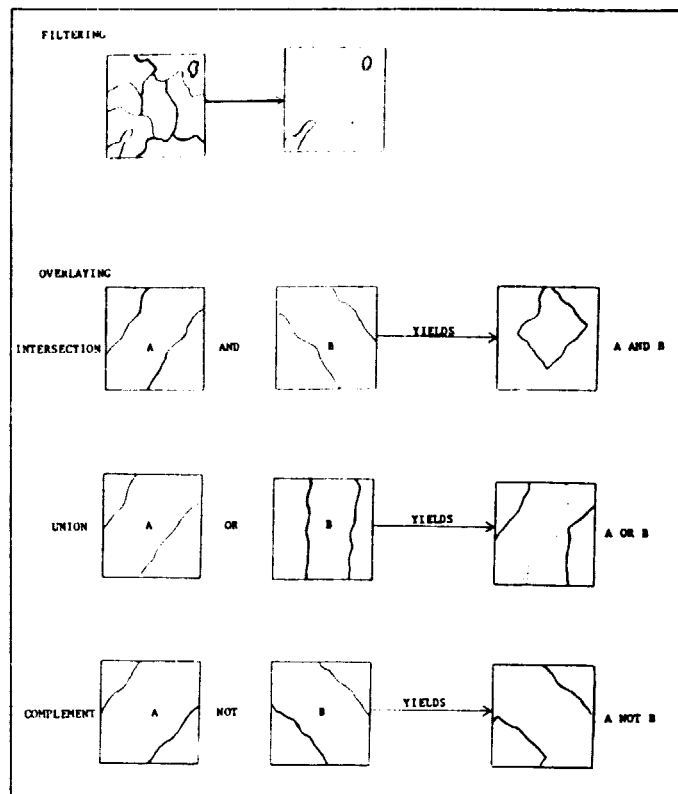 FILTERING
OVERLAYING
INTERSECTION A AND B YIELDS A AND B
UNION A OR B YIELDS A OR B
COMPLEMENT A NOT B YIELDS A NOT B